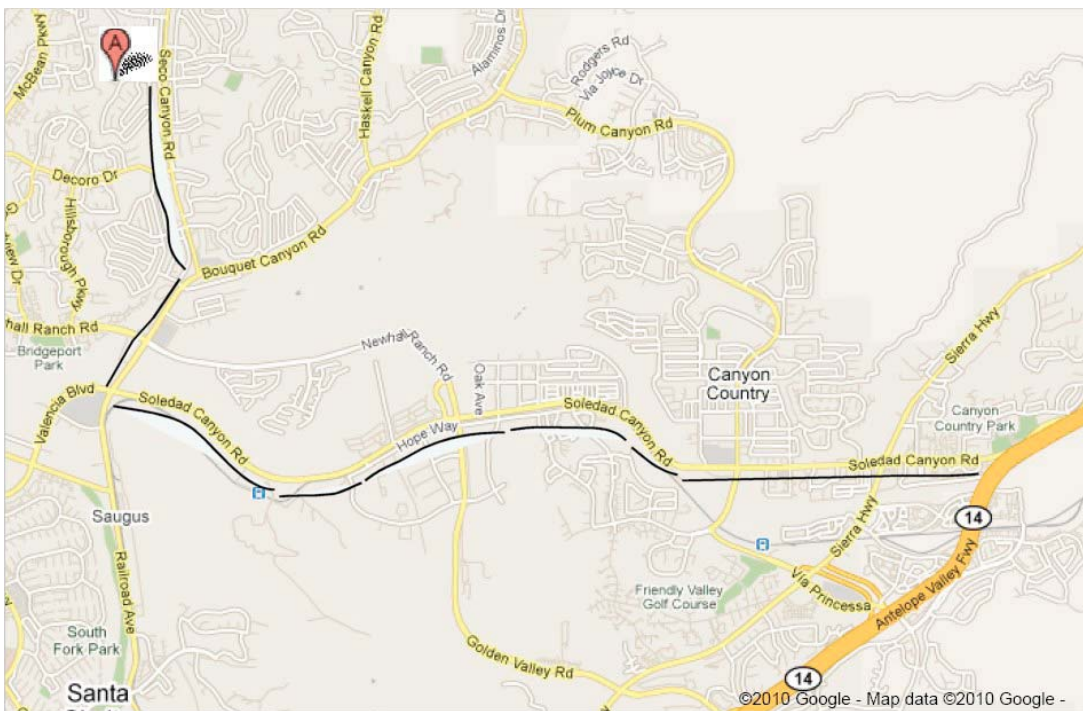 McBean Pkwy
A
Seco Canyon Rd
Haskell Canyon Rd
Alaminos Dr
Rodgers Rd
Via Joyce Dr
Plum Canyon Rd
Decoro Dr
Hillsborough Pkwy
view Dr
Bouquet Canyon Rd
hall Ranch Rd
Bridgeport
Park
Newhall Ranch Rd
Oak Ave
Sierra Hwy
Canyon
Country
Valencia Blvd
Soledad Canyon Rd
Soledad Canyon Rd
Hope Way
Canyon
Country Park
Soledad Canyon Rd
Saugus
14
Sierra Hwy
Railroad Ave
Antelope Valley Fwy
Via Princessa
Friendly Valley
Golf Course
South
Fork Park
Golden Valley Rd
14
Santa
©2010 Google - Map data ©2010 Google -